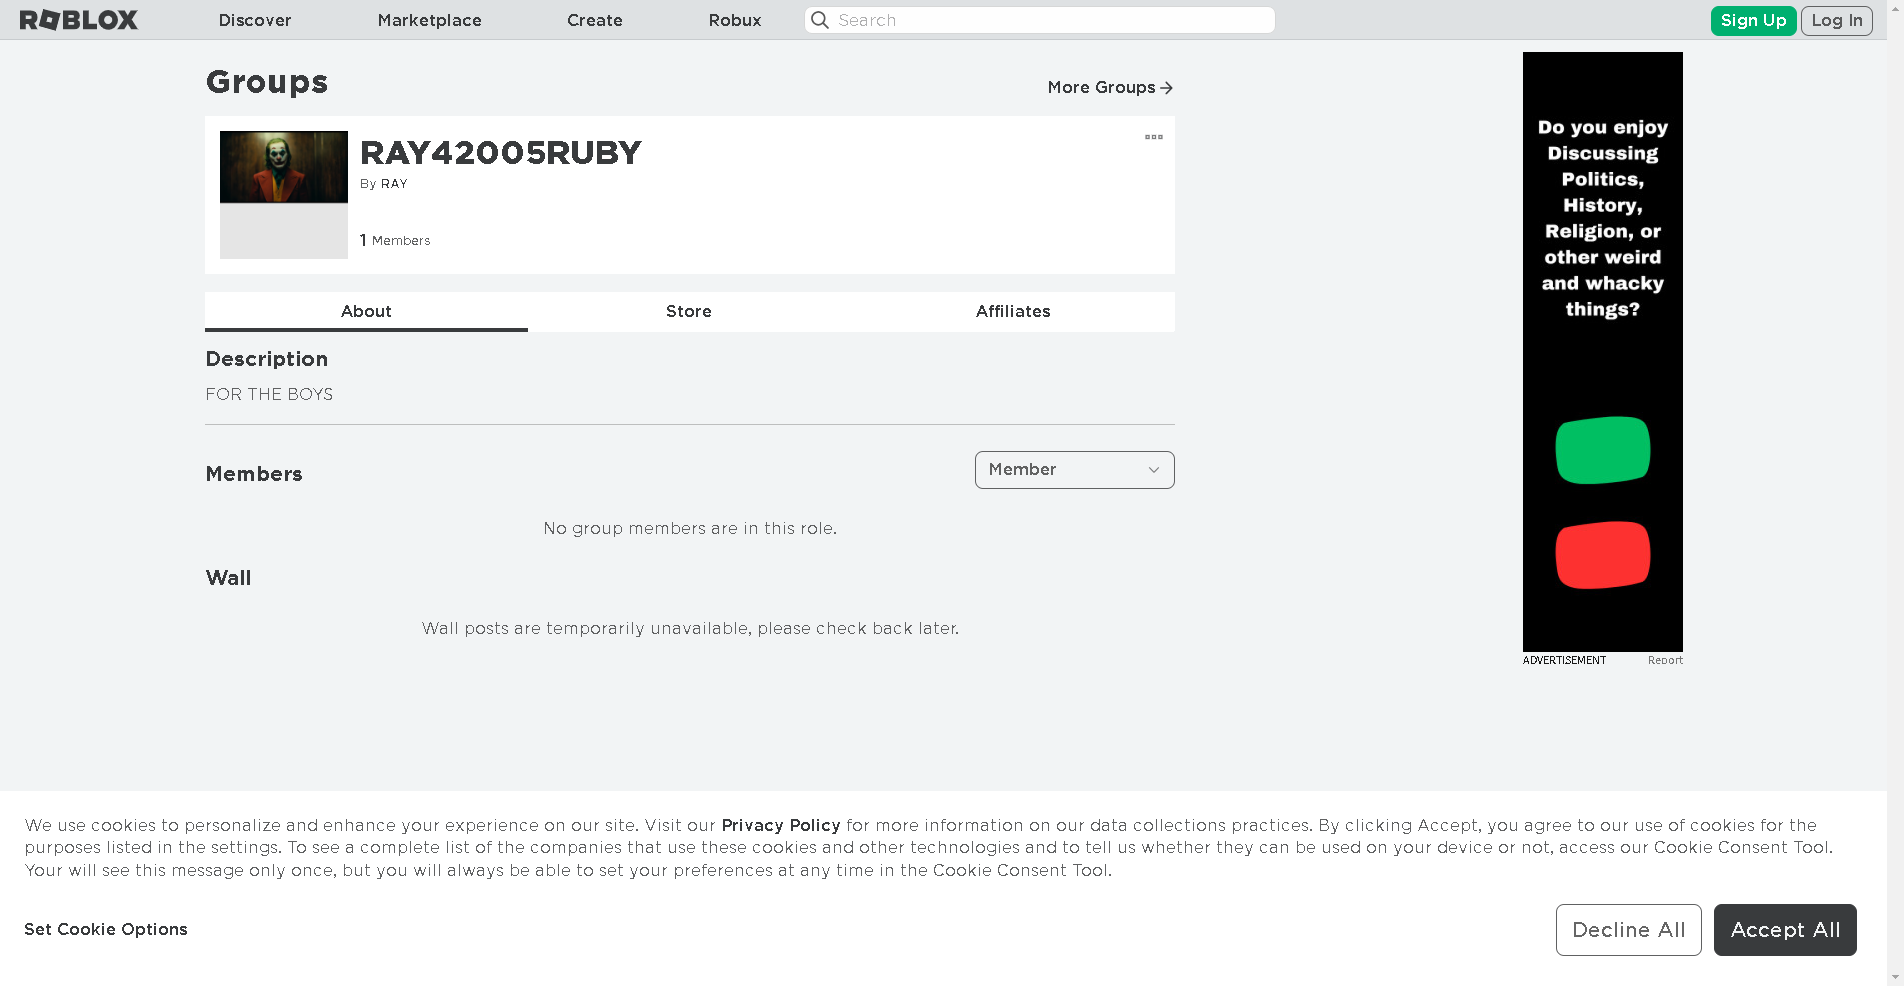 ROBLOX
Discover
Marketplace
Create
Robux
Search
Sign Up
Log In
Groups
More Groups
RAY42005RUBY
By RAY
1 Members
About
Store
Affiliates
Description
FOR THE BOYS
Members
Member
No group members are in this role.
Wall
Wall posts are temporarily unavailable, please check back later.
Do you enjoy
Discussing
Politics,
History,
Religion, or
other weird
and whacky
things?
ADVERTISEMENT
Report
We use cookies to personalize and enhance your experience on our site. Visit our Privacy Policy for more information on our data collections practices. By clicking Accept, you agree to our use of cookies for the
purposes listed in the settings. To see a complete list of the companies that use these cookies and other technologies and to tell us whether they can be used on your device or not, access our Cookie Consent Tool.
Your will see this message only once, but you will always be able to set your preferences at any time in the Cookie Consent Tool.
Set Cookie Options
Decline All
Accept All